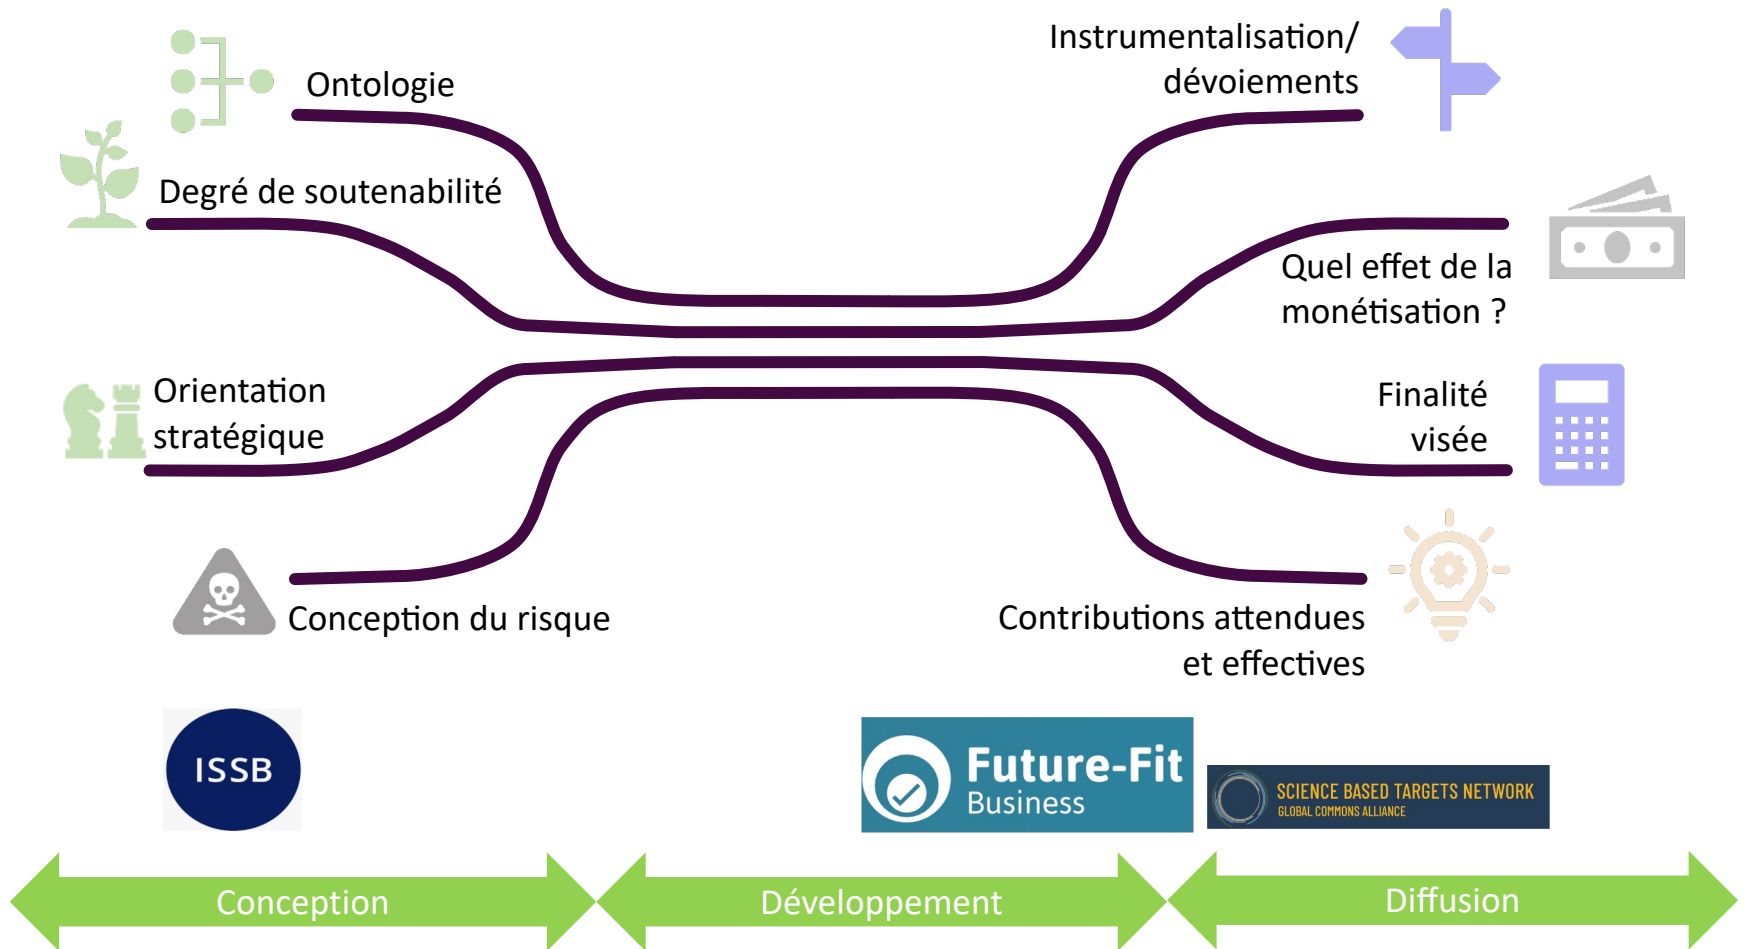 Ontologie
Degré de soutenabilité
Orientation
stratégique
Conception du risque
Instrumentalisation/
dévoiements
Quel effet de la
monétisation ?
Finalité
visée
Contributions attendues
et effectives
ISSB
Future-Fit
Business
SCIENCE BASED TARGETS NETWORK
GLOBAL COMMONS ALLIANCE
Conception
Développement
Diffusion